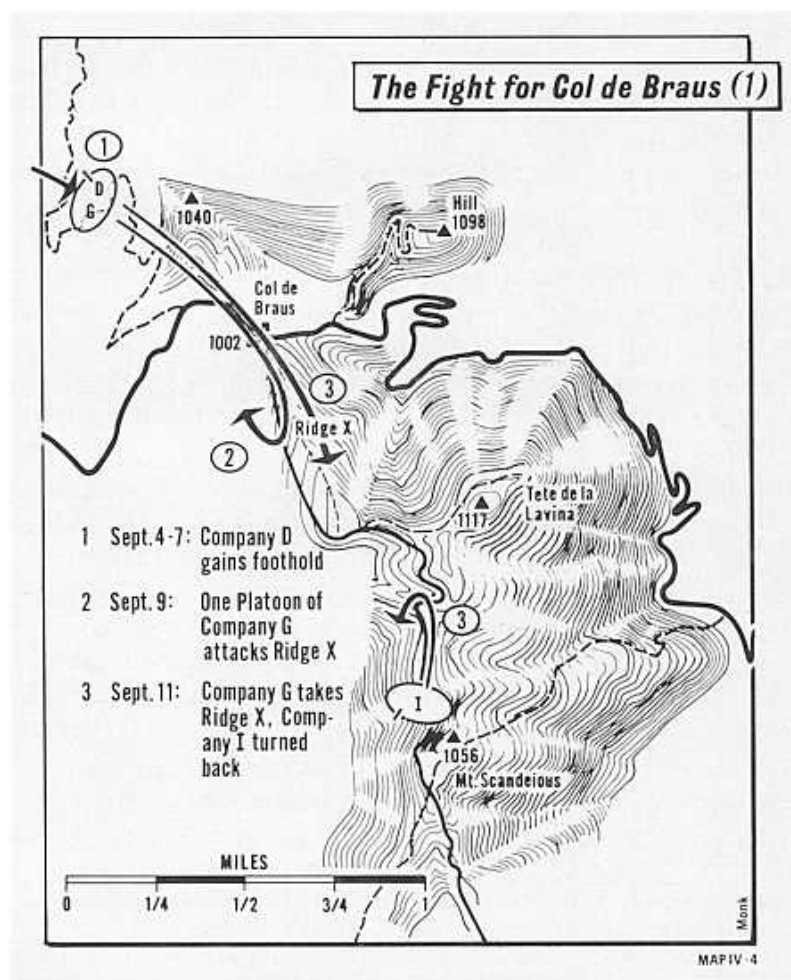 The Fight for Col de Braus (1)
1
D
G
1040
Hill
1098
Col de
Braus
1002
3
Ridge X
2
Tete de la
Lavina
1117
1 Sept. 4-7: Company D
gains foothold
2 Sept. 9: One Platoon of
Company G
attacks Ridge X
3
3 Sept. 11: Company G takes
Ridge X, Comp-
any I turned
back
I
1056
Mt. Scandeious
MILES
0 1/4 1/2 3/4 1
Monk
MAP IV-4